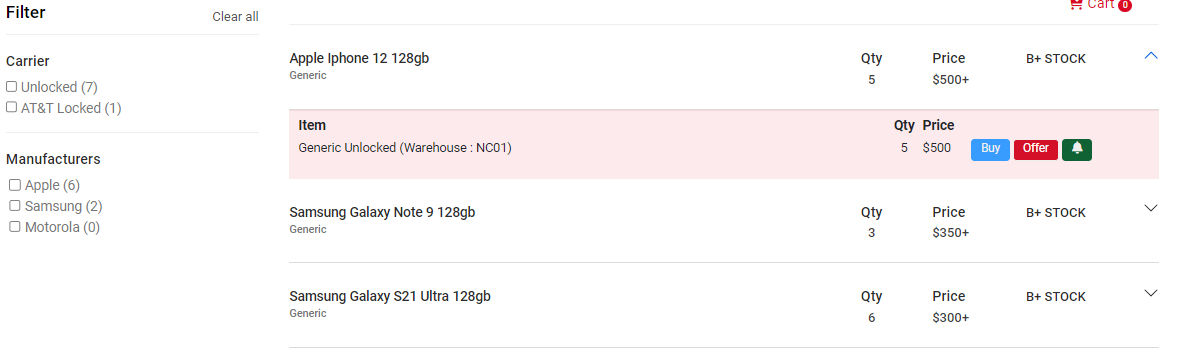 Filter
Clear all
Carrier
Unlocked (7)
AT&T Locked (1)
Manufacturers
Apple (6)
Samsung (2)
Motorola (0)
Cart 0
Apple Iphone 12 128gb
Generic
Qty
5
Price
$500+
B+ STOCK
Item Qty Price
Generic Unlocked (Warehouse : NC01) 5 $500 Buy Offer
Samsung Galaxy Note 9 128gb
Generic
Qty
3
Price
$350+
B+ STOCK
Samsung Galaxy S21 Ultra 128gb
Generic
Qty
6
Price
$300+
B+ STOCK